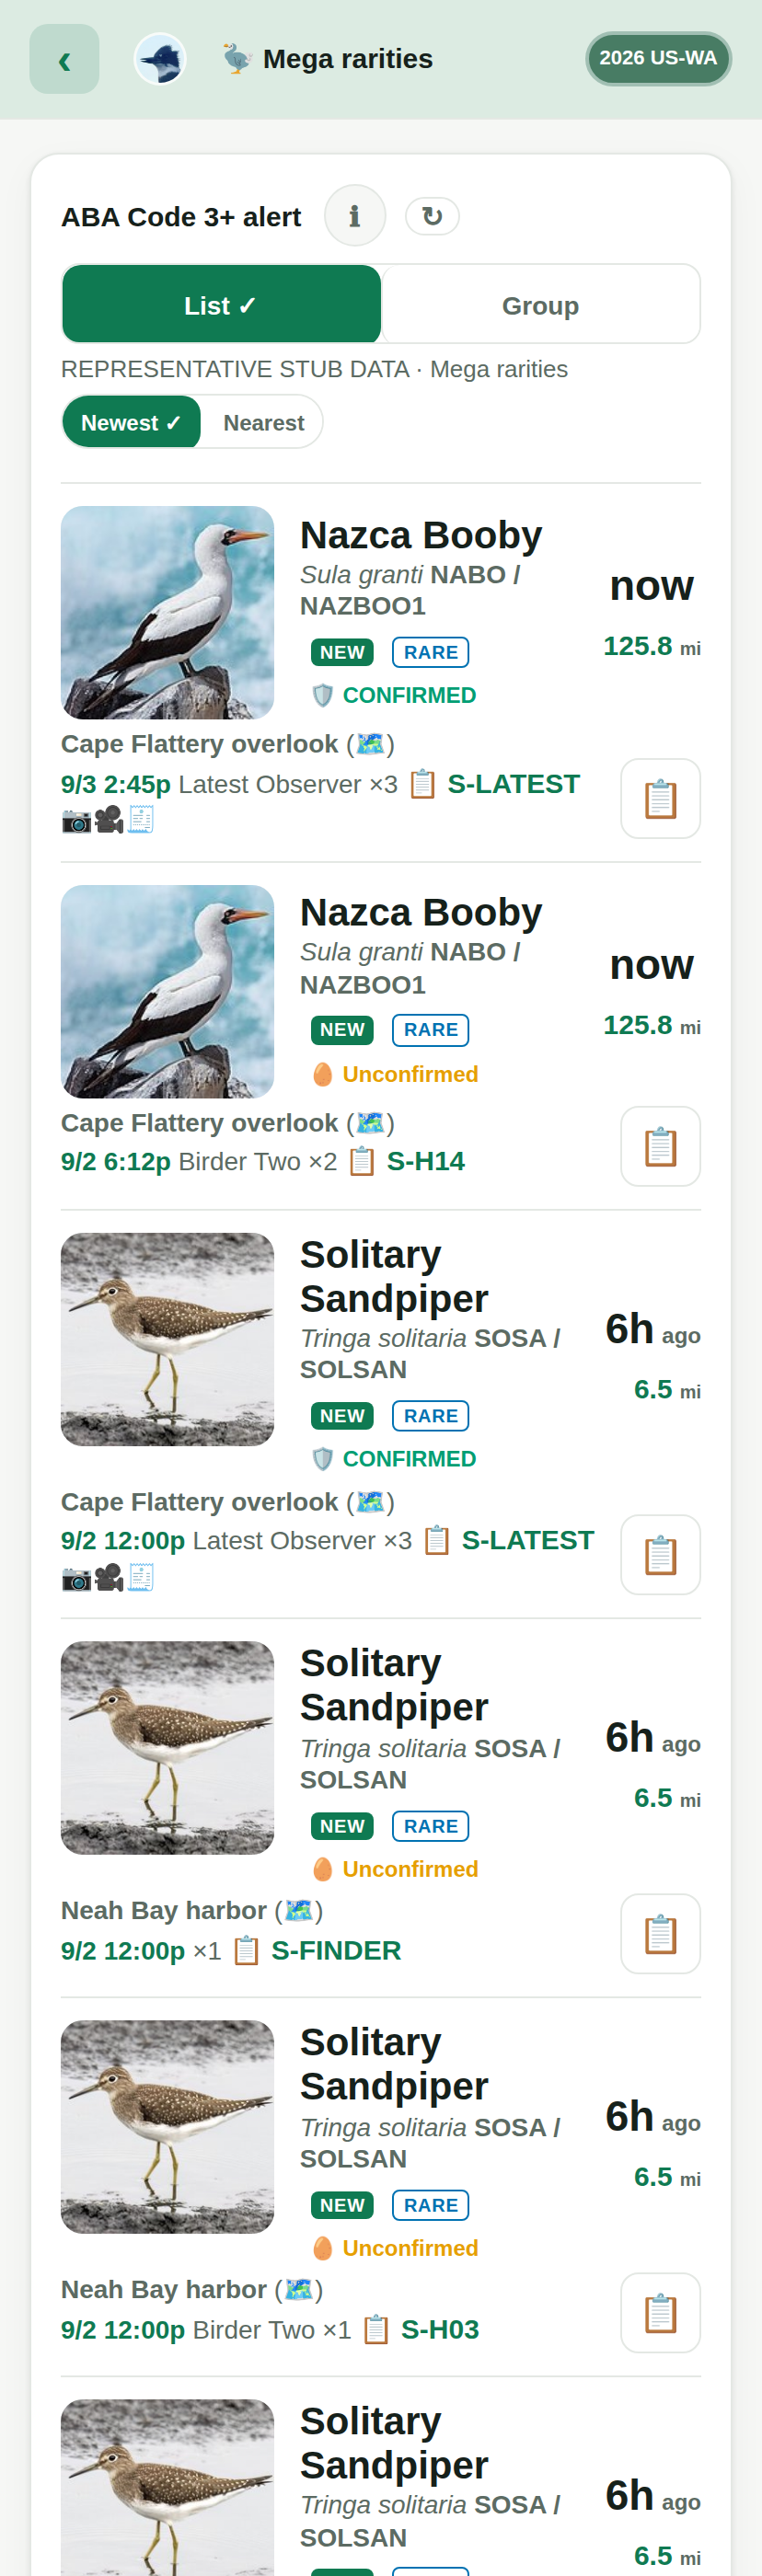 ‹ 🦤 Mega rarities 2026 US-WA
ABA Code 3+ alert ℹ ↻
List ✓ Group
REPRESENTATIVE STUB DATA · Mega rarities
Newest ✓ Nearest
Nazca Booby
Sula granti NABO /
NAZBOO1
now
125.8 mi
NEW RARE
🛡️ CONFIRMED
Cape Flattery overlook (🗺️)
9/3 2:45p Latest Observer ×3 📋 S-LATEST
📷🎥🧾
📋
Nazca Booby
Sula granti NABO /
NAZBOO1
now
125.8 mi
NEW RARE
🥚 Unconfirmed
Cape Flattery overlook (🗺️)
9/2 6:12p Birder Two ×2 📋 S-H14
📋
Solitary
Sandpiper
Tringa solitaria SOSA /
SOLSAN
6h ago
6.5 mi
NEW RARE
🛡️ CONFIRMED
Cape Flattery overlook (🗺️)
9/2 12:00p Latest Observer ×3 📋 S-LATEST
📷🎥🧾
📋
Solitary
Sandpiper
Tringa solitaria SOSA /
SOLSAN
6h ago
6.5 mi
NEW RARE
🥚 Unconfirmed
Neah Bay harbor (🗺️)
9/2 12:00p ×1 📋 S-FINDER
📋
Solitary
Sandpiper
Tringa solitaria SOSA /
SOLSAN
6h ago
6.5 mi
NEW RARE
🥚 Unconfirmed
Neah Bay harbor (🗺️)
9/2 12:00p Birder Two ×1 📋 S-H03
📋
Solitary
Sandpiper
Tringa solitaria SOSA /
SOLSAN
6h ago
6.5 mi